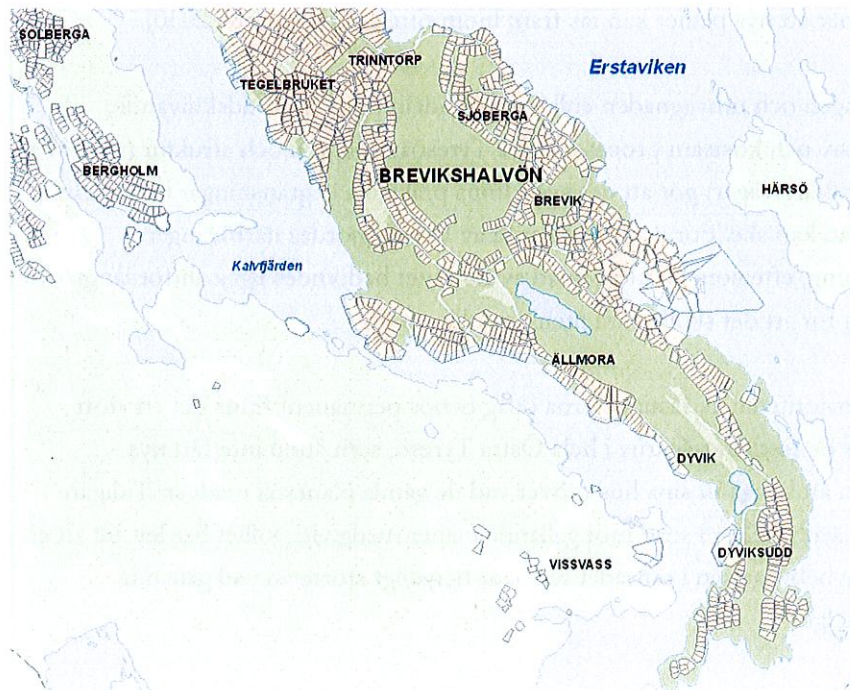 SOLBERGA
TRINNTORP
Erstaviken
TEGELBRUKET
SJÖBERGA
BERGHOLM
BREVIKSHALVÖN
HÄRSÖ
BREVIK
Kalvfjärden
ÄLLMORA
DYVIK
VISSVASS
DYVIKSUDD